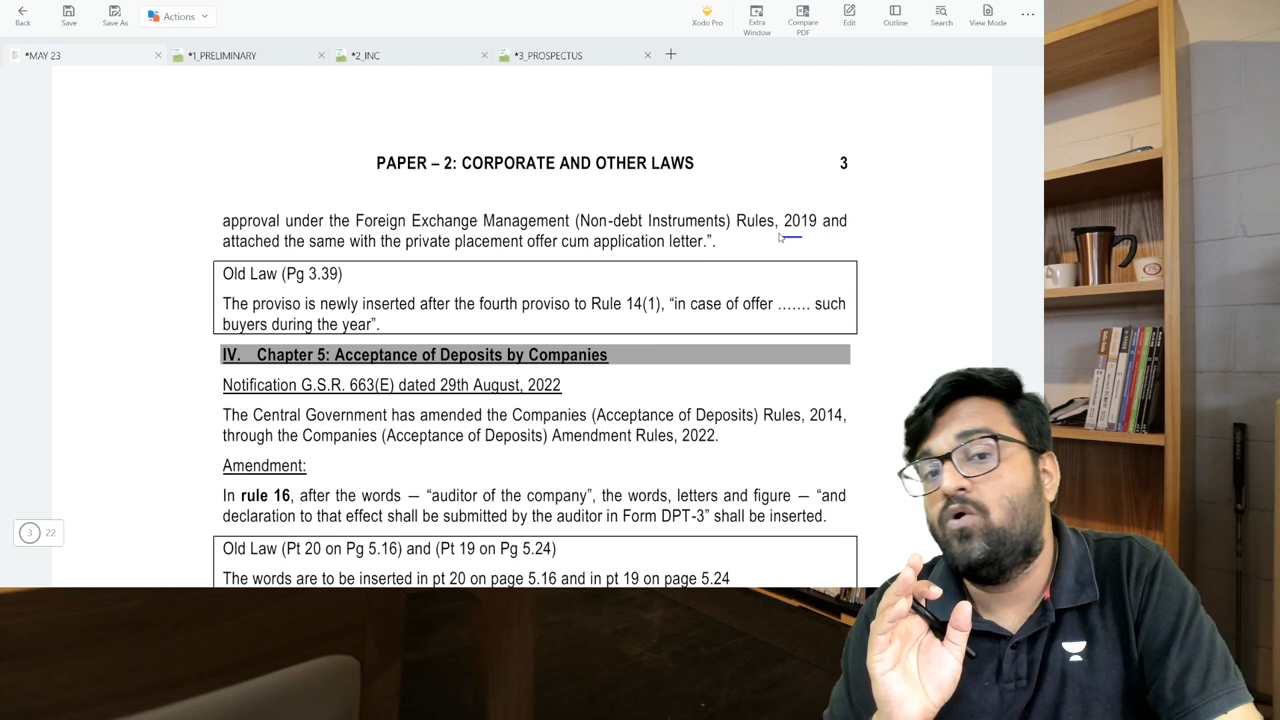 Back
Save
Save As
Actions
Xodo Pro
Extra Window
Compare PDF
Edit
Outline
Search
View Mode
*MAY 23
*1_PRELIMINARY
*2_INC
*3_PROSPECTUS
PAPER – 2: CORPORATE AND OTHER LAWS 3
approval under the Foreign Exchange Management (Non-debt Instruments) Rules, 2019 and
attached the same with the private placement offer cum application letter.”.
Old Law (Pg 3.39)
The proviso is newly inserted after the fourth proviso to Rule 14(1), “in case of offer ……. such
buyers during the year”.
IV. Chapter 5: Acceptance of Deposits by Companies
Notification G.S.R. 663(E) dated 29th August, 2022
The Central Government has amended the Companies (Acceptance of Deposits) Rules, 2014,
through the Companies (Acceptance of Deposits) Amendment Rules, 2022.
Amendment:
In rule 16, after the words — “auditor of the company”, the words, letters and figure — “and
declaration to that effect shall be submitted by the auditor in Form DPT-3” shall be inserted.
3 22
Old Law (Pt 20 on Pg 5.16) and (Pt 19 on Pg 5.24)
The words are to be inserted in pt 20 on page 5.16 and in pt 19 on page 5.24